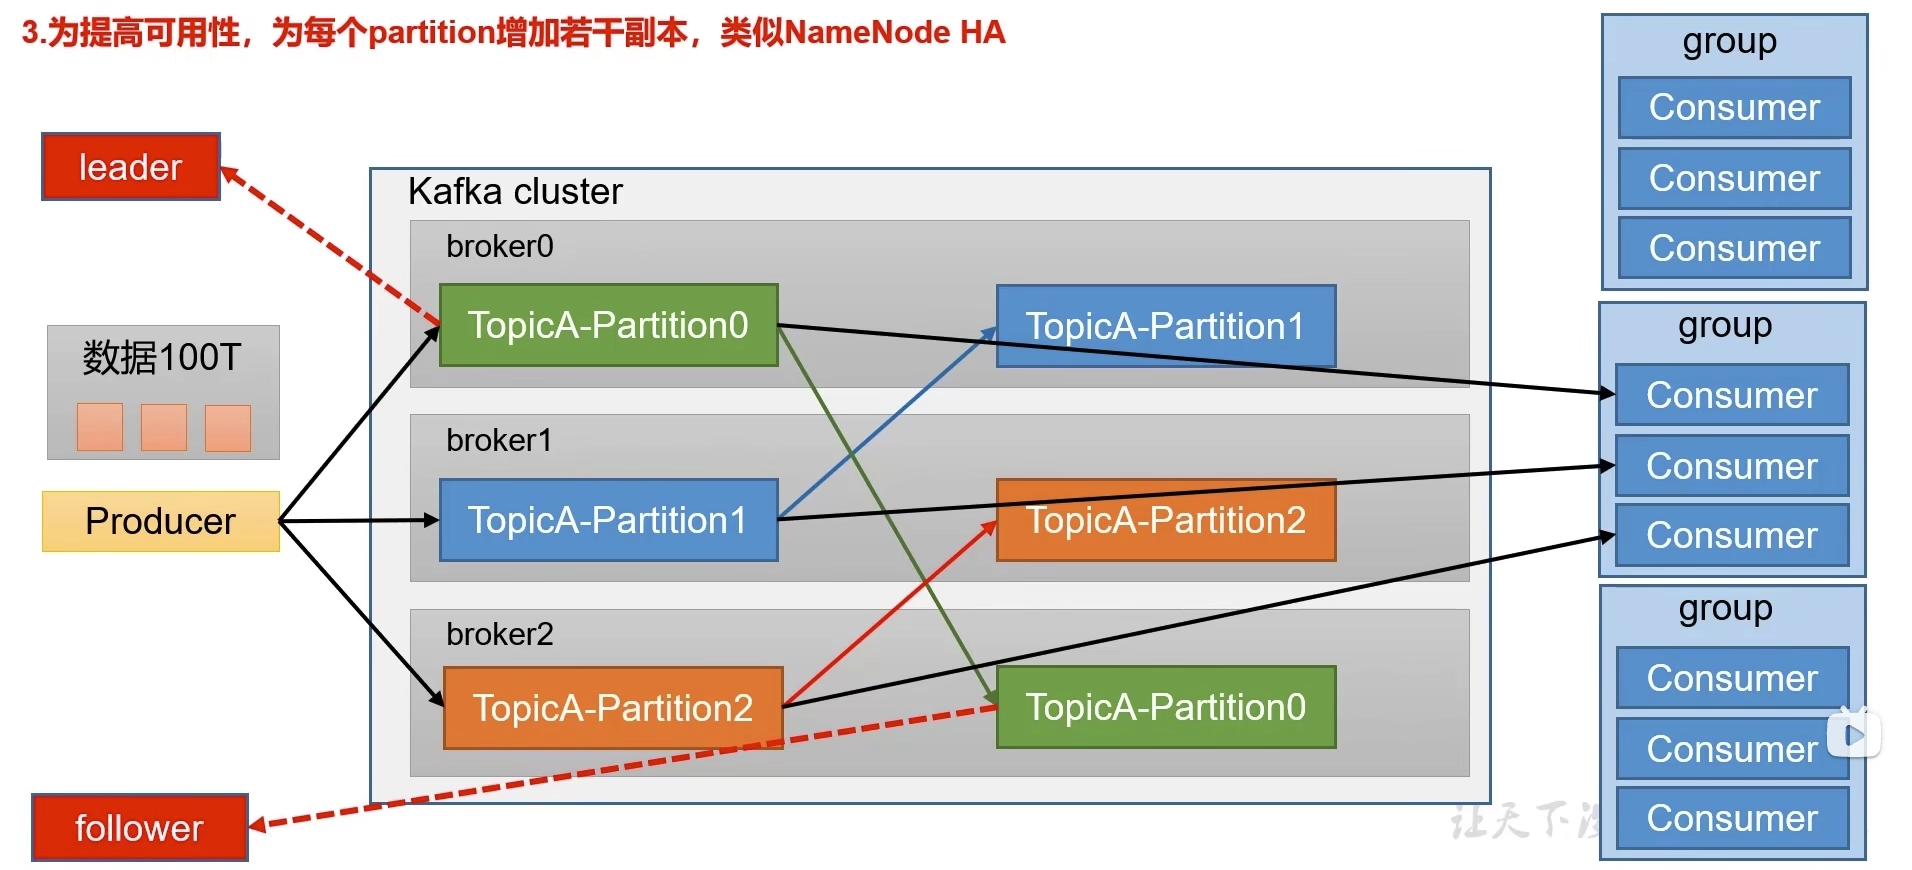 3.为提高可用性，为每个partition增加若干副本，类似NameNode HA
leader
数据100T
Producer
follower
Kafka cluster
broker0
TopicA-Partition0
TopicA-Partition1
broker1
TopicA-Partition1
TopicA-Partition2
broker2
TopicA-Partition2
TopicA-Partition0
group
Consumer
Consumer
Consumer
group
Consumer
Consumer
Consumer
group
Consumer
Consumer
Consumer
让天下